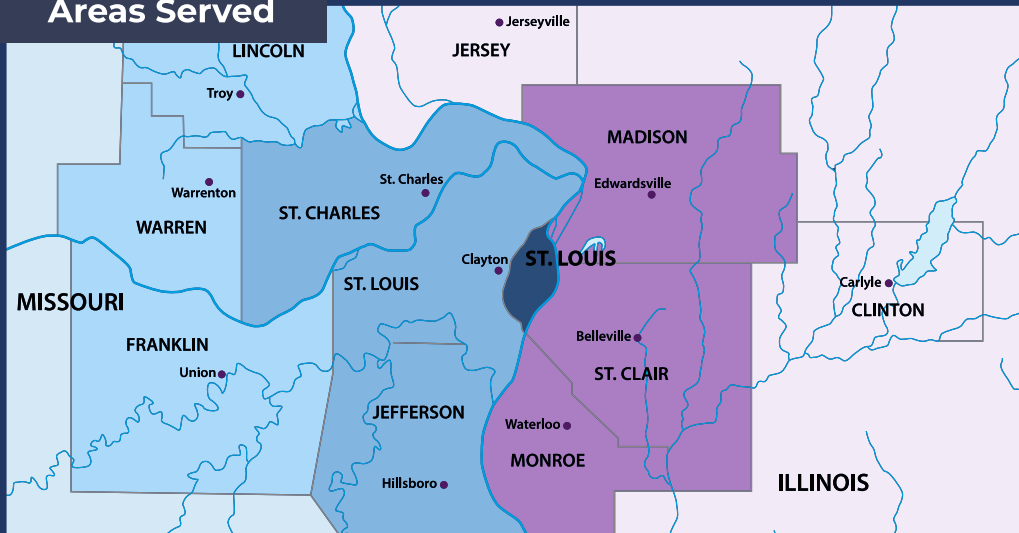 Areas Served
Jerseyville
LINCOLN
JERSEY
Troy
MADISON
St. Charles
Edwardsville
Warrenton
ST. CHARLES
WARREN
Clayton
ST. LOUIS
ST. LOUIS
Carlyle
MISSOURI
CLINTON
Belleville
FRANKLIN
Union
ST. CLAIR
JEFFERSON
Waterloo
MONROE
Hillsboro
ILLINOIS